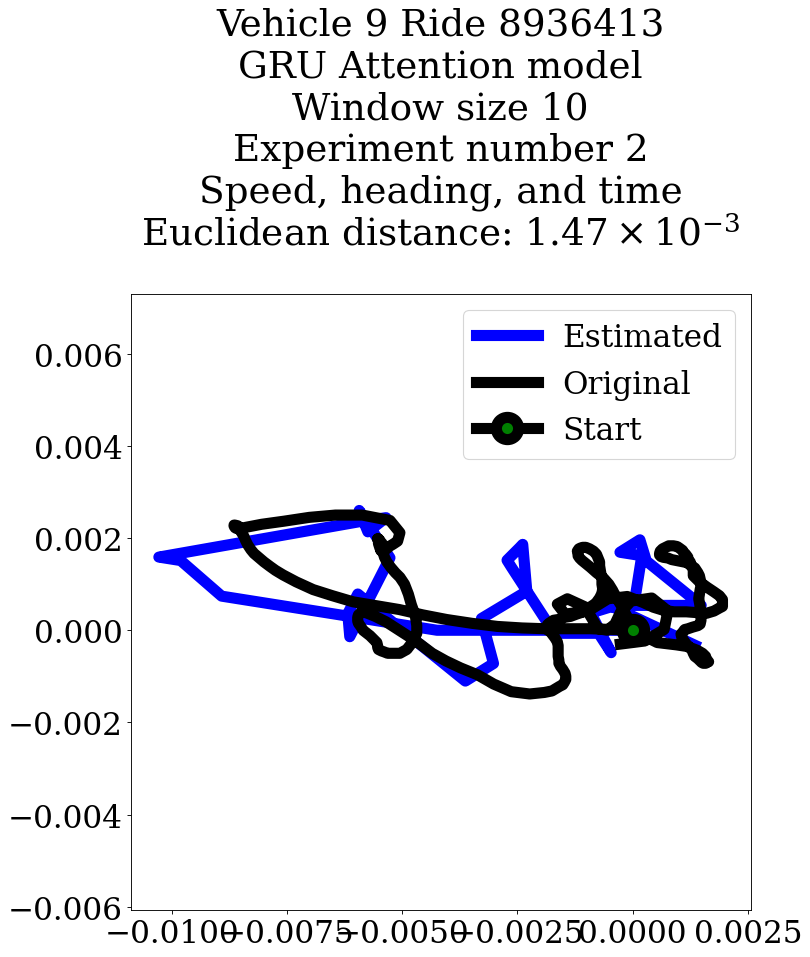 Vehicle 9 Ride 8936413
GRU Attention model
Window size 10
Experiment number 2
Speed, heading, and time
Euclidean distance: 1.47 × 10⁻³
Estimated
Original
Start
0.006
0.004
0.002
0.000
−0.002
−0.004
−0.006
−0.0100 −0.0075 −0.0050 −0.0025 0.0000 0.0025